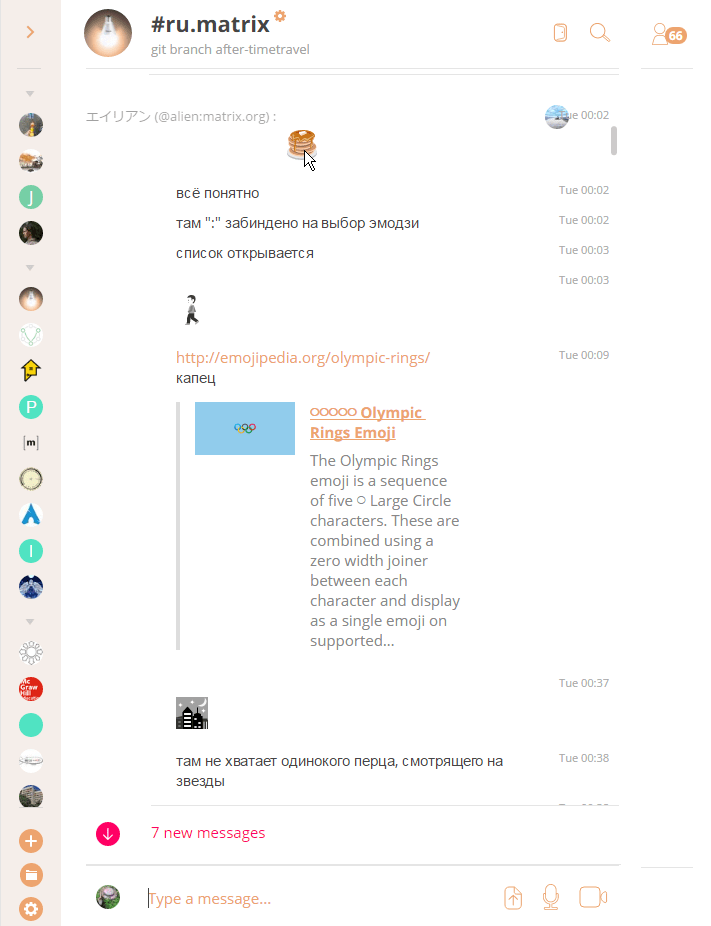 #ru.matrix
git branch after-timetravel
66
エイリアン (@alien:matrix.org) :
Tue 00:02
всё понятно
Tue 00:02
там ":" забиндено на выбор эмодзи
Tue 00:02
список открывается
Tue 00:03
Tue 00:03
http://emojipedia.org/olympic-rings/
Tue 00:09
капец
○○○○○ Olympic
Rings Emoji
The Olympic Rings
emoji is a sequence
of five ○ Large Circle
characters. These are
combined using a
zero width joiner
between each
character and display
as a single emoji on
supported...
Tue 00:37
там не хватает одинокого перца, смотрящего на
Tue 00:38
звезды
7 new messages
Type a message...
J
P
[m]
I
Mc
Graw
Hill